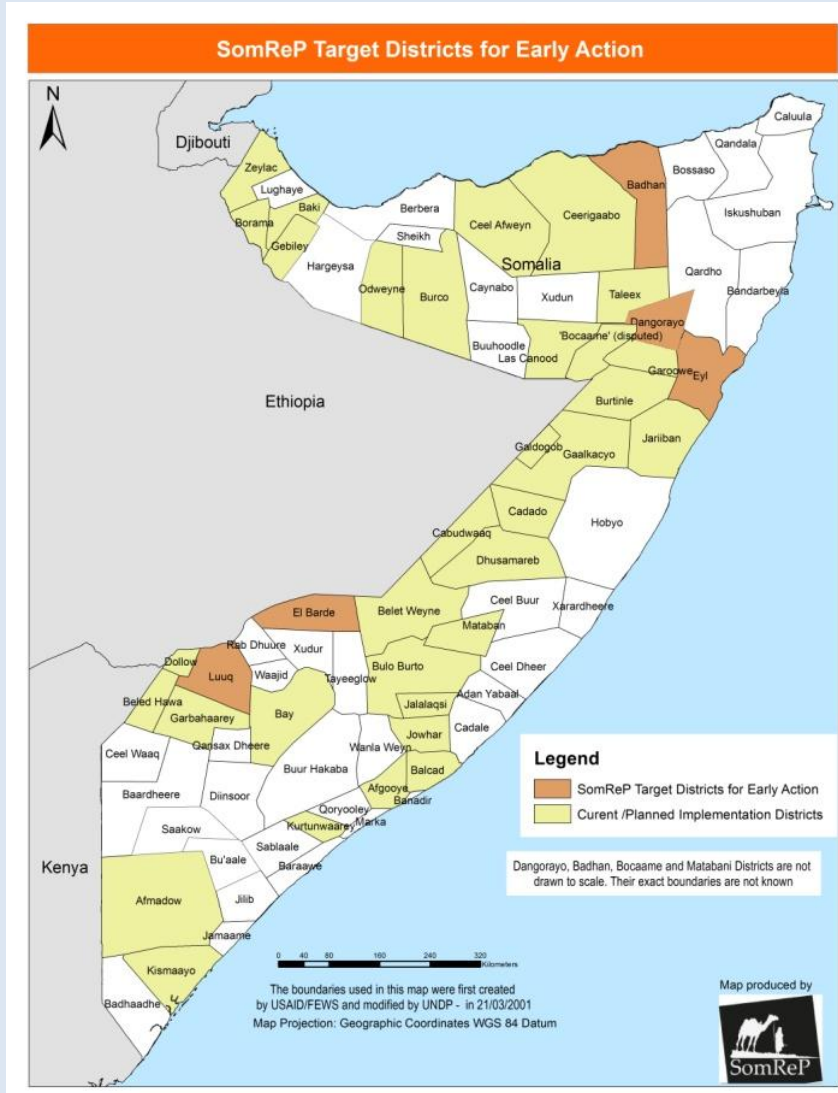 SomReP Target Districts for Early Action
N
Djibouti
Caluula
Zeylac
Qandala
Lughaye
Bossaso
Badhan
Baki
Berbera
Ceerigaabo
Iskushuban
Borama
Ceel Afweyn
Sheikh
Gebiley
Hargeysa
Somalia
Qardho
Odweyne
Burco
Caynabo
Xudun
Taleex
Bandarbeyla
Dangorayo
'Bocaame' (disputed)
Buuhoodle
Las Canood
Garoowe
Eyl
Ethiopia
Burtinle
Jariiban
Galdogob
Gaalkacyo
Cadado
Hobyo
Cabudwaaq
Dhusamareb
El Barde
Belet Weyne
Ceel Buur
Xarardheere
Mataban
Rab Dhuure
Xudur
Dollow
Luuq
Waajid
Tayeeglow
Bulo Burto
Ceel Dheer
Beled Hawa
Garbahaarey
Bay
Jalalaqsi
Adan Yabaal
Cadale
Jowhar
Ceel Waaq
Qansax Dheere
Wanla Weyn
Buur Hakaba
Balcad
Baardheere
Diinsoor
Afgooye
Banadir
Qoryooley
Marka
Kurtunwaarey
Saakow
Sablaale
Bu'aale
Baraawe
Kenya
Afmadow
Jilib
Jamaame
Kismaayo
Badhaadhe
Legend
SomReP Target Districts for Early Action
Curent /Planned Implementation Districts
Dangorayo, Badhan, Bocaame and Matabani Districts are not
drawn to scale. Their exact boundaries are not known
0 40 80 160 240 320
Kilometers
The boundaries used in this map were first created
by USAID/FEWS and modified by UNDP - in 21/03/2001
Map Projection: Geographic Coordinates WGS 84 Datum
Map produced by
SomReP